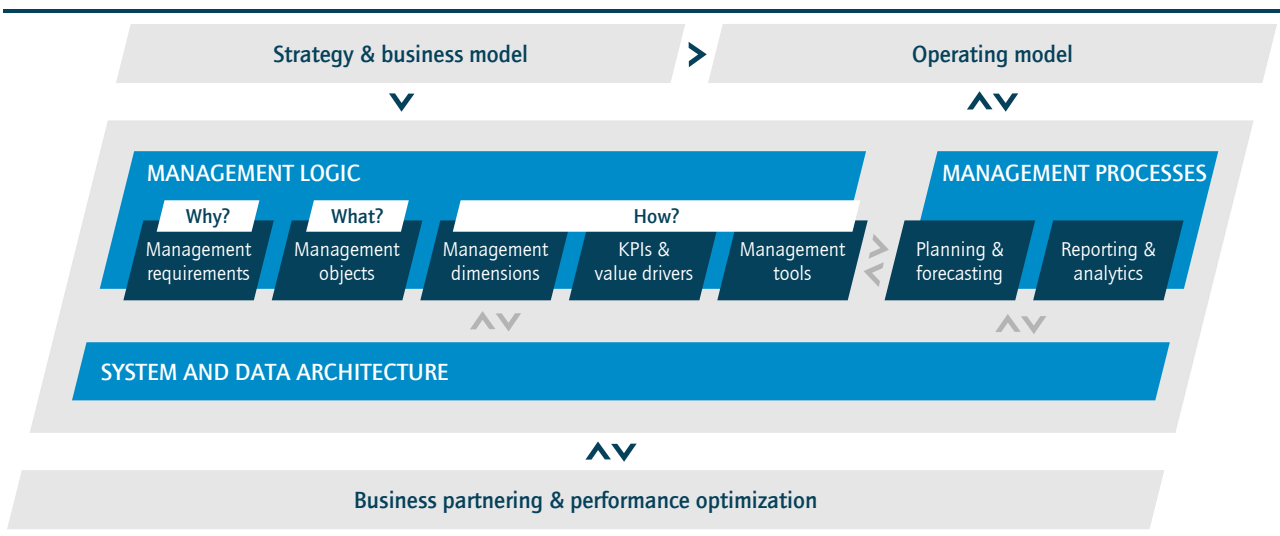 Strategy & business model
Operating model
MANAGEMENT LOGIC
MANAGEMENT PROCESSES
Why?
What?
How?
Management
requirements
Management
objects
Management
dimensions
KPIs &
value drivers
Management
tools
Planning &
forecasting
Reporting &
analytics
SYSTEM AND DATA ARCHITECTURE
Business partnering & performance optimization